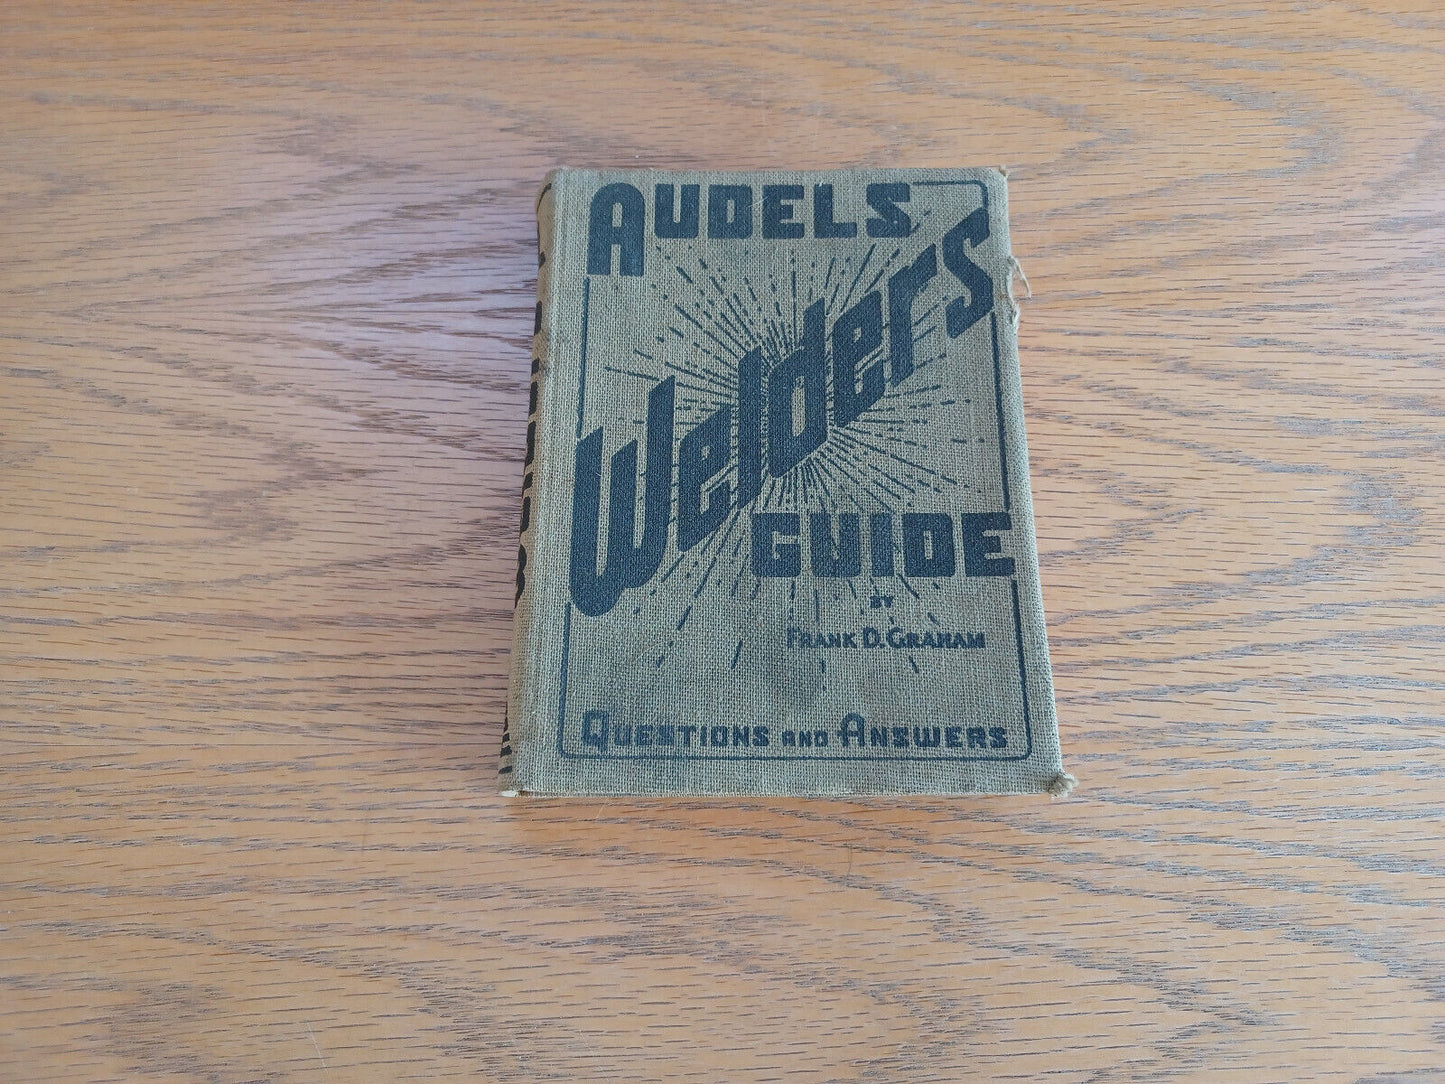 AUDELS
Welders
GUIDE
BY
FRANK D. GRAHAM
QUESTIONS AND ANSWERS